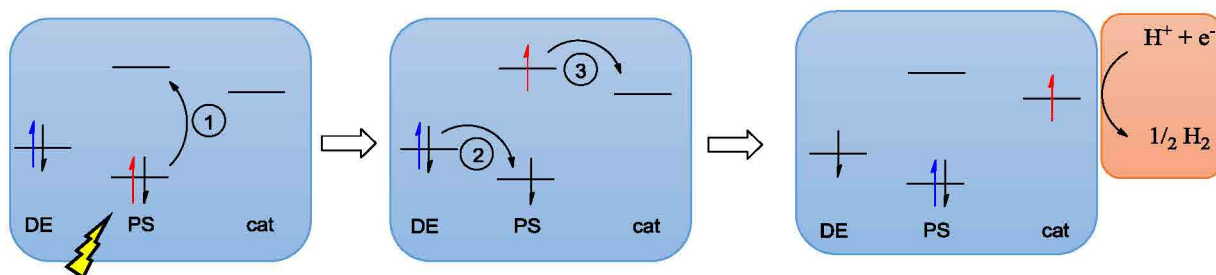 ①
DE PS cat
③
②
DE PS cat
H⁺ + e⁻
1/2 H₂
DE PS cat